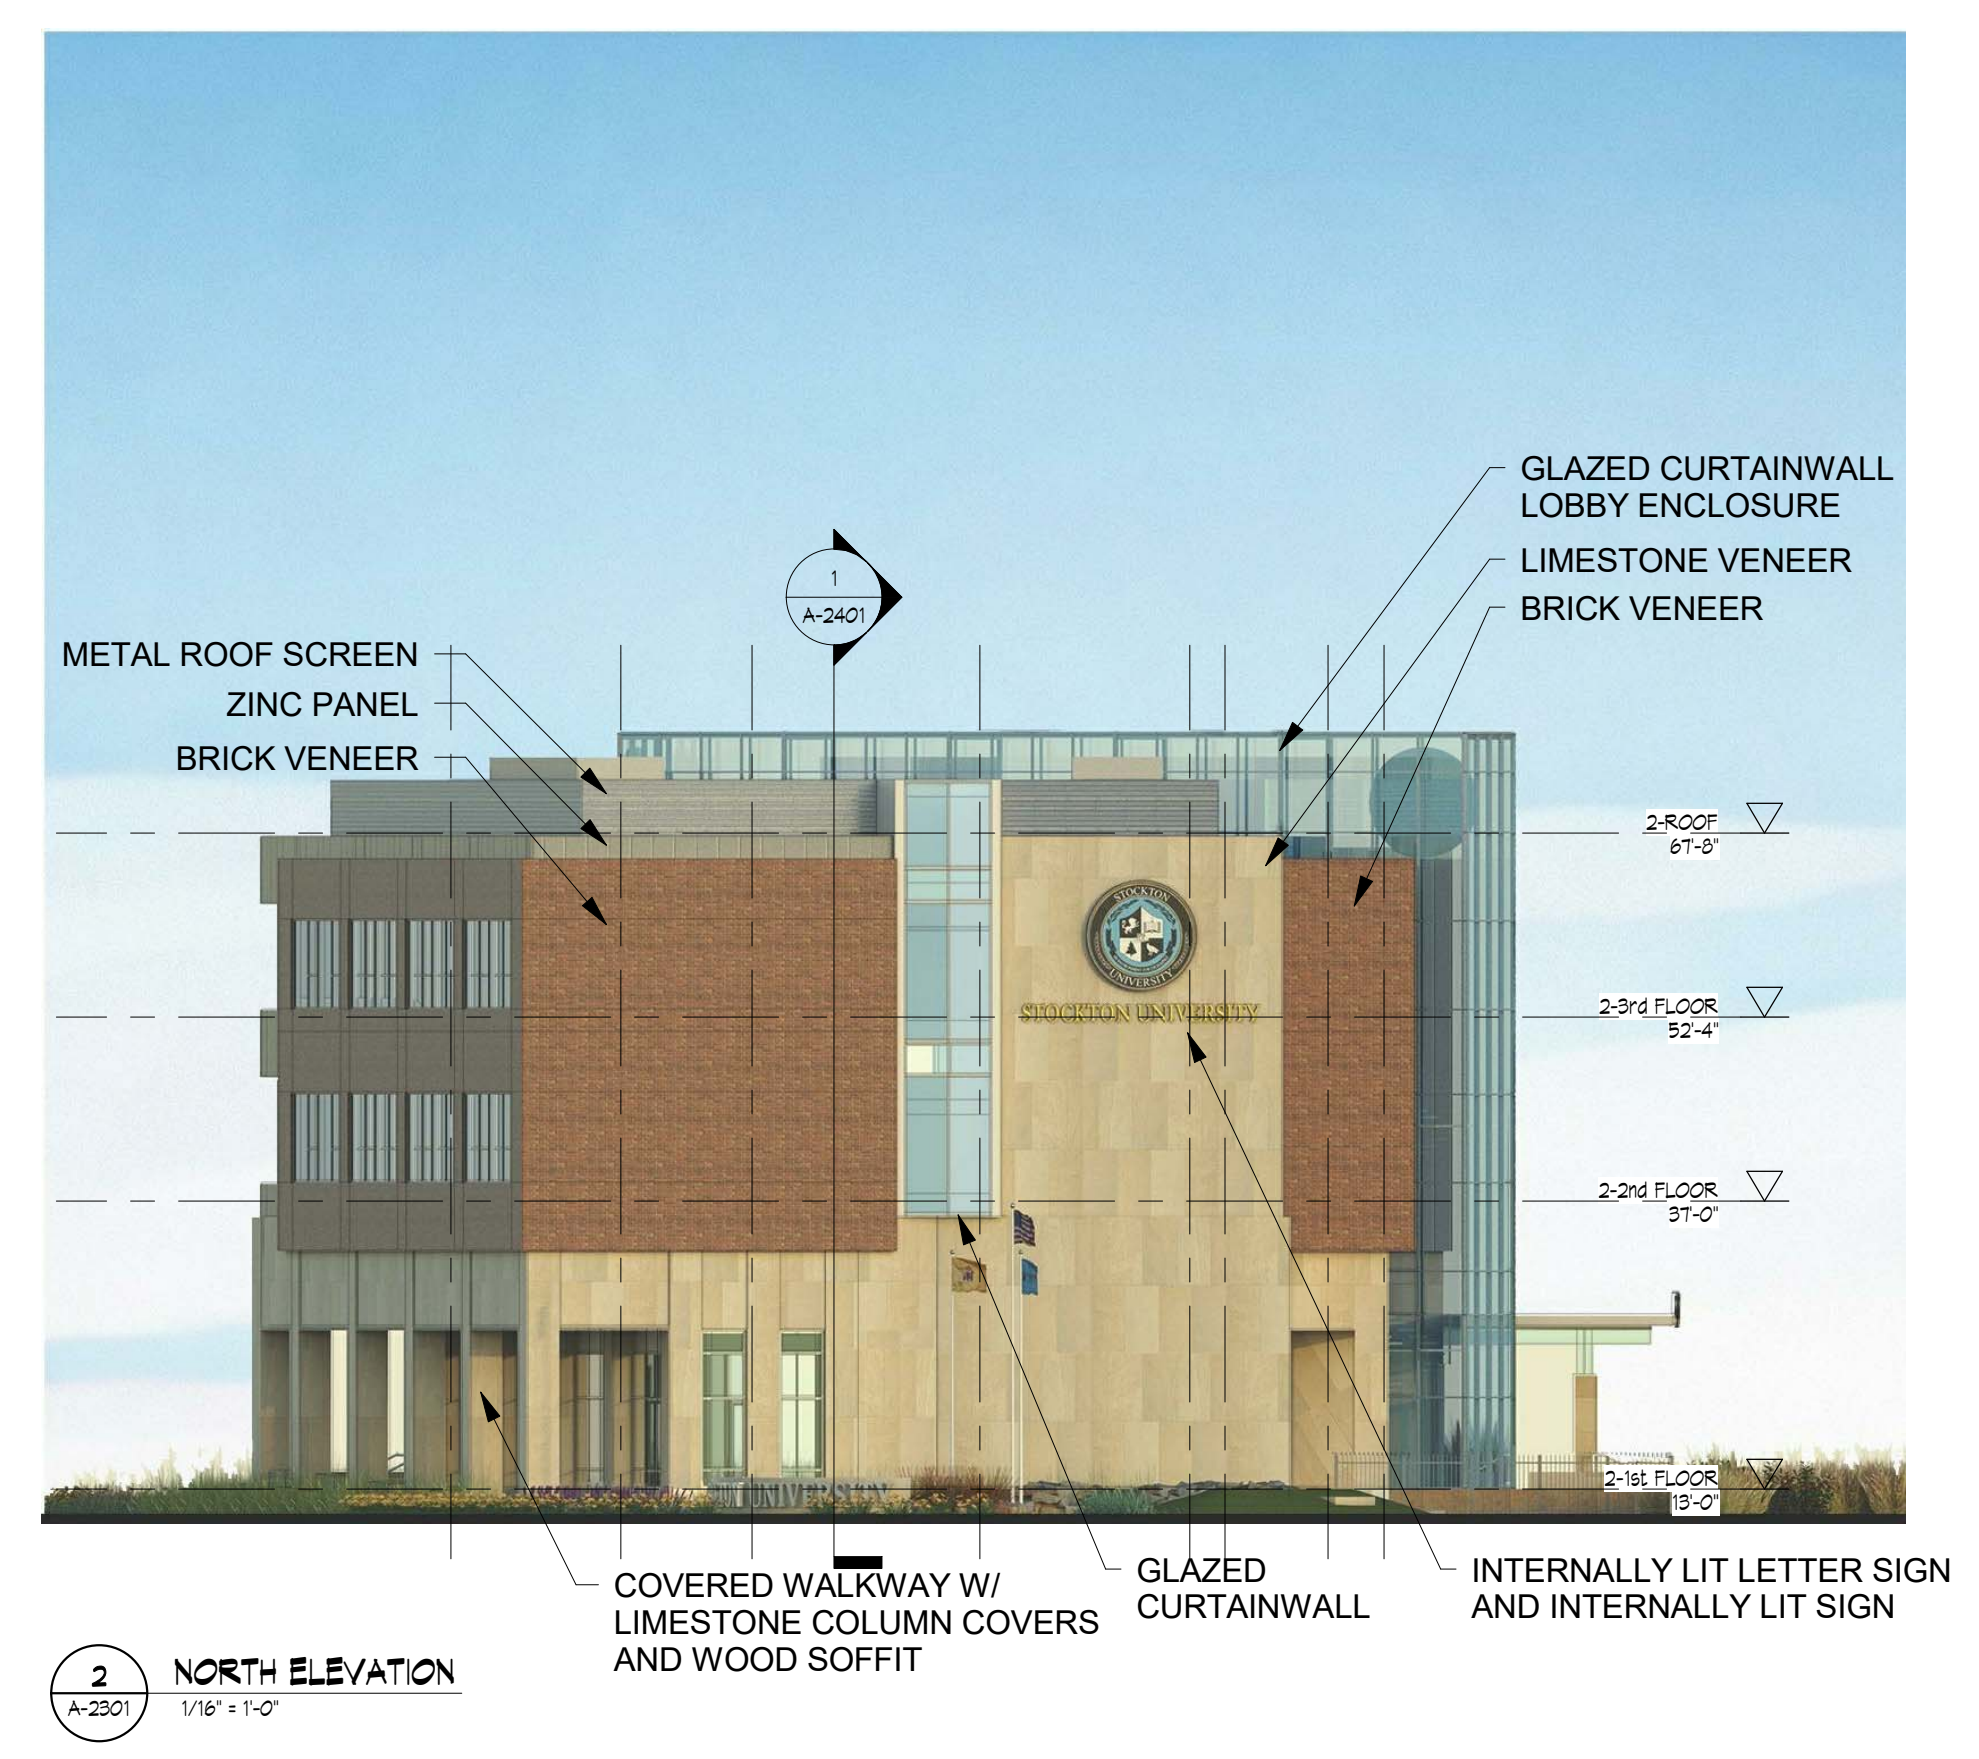 GLAZED CURTAINWALL
LOBBY ENCLOSURE
LIMESTONE VENEER
BRICK VENEER
1
A-2401
METAL ROOF SCREEN
ZINC PANEL
BRICK VENEER
2-ROOF
67'-8"
STOCKTON
UNIVERSITY
STOCKTON UNIVERSITY
2-3rd FLOOR
52'-4"
2-2nd FLOOR
37'-0"
2-1st FLOOR
13'-0"
UNIVERSITY
COVERED WALKWAY W/
LIMESTONE COLUMN COVERS
AND WOOD SOFFIT
GLAZED
CURTAINWALL
INTERNALLY LIT LETTER SIGN
AND INTERNALLY LIT SIGN
2
A-2301
NORTH ELEVATION
1/16" = 1'-0"